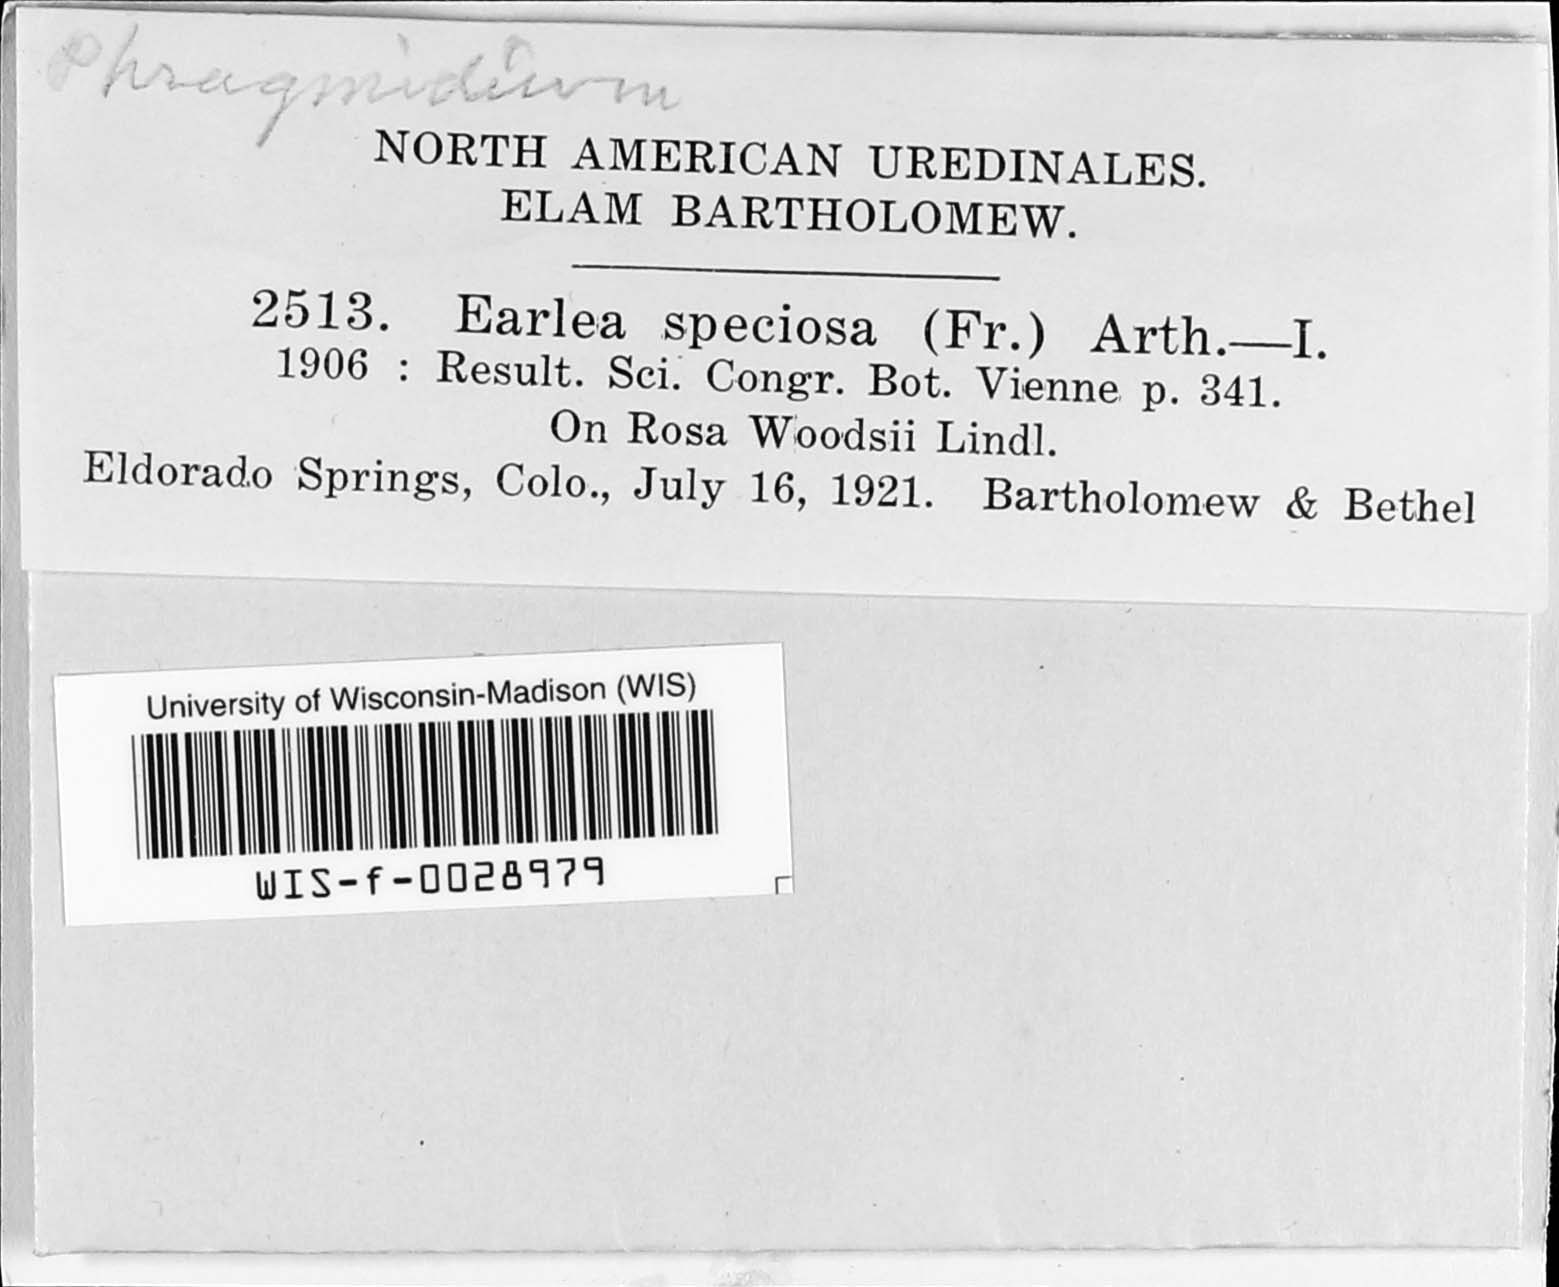 Phragmidium
NORTH AMERICAN UREDINALES.
ELAM BARTHOLOMEW.
2513. Earlea speciosa (Fr.) Arth.—I.
1906 : Result. Sci. Congr. Bot. Vienne p. 341.
On Rosa Woodsii Lindl.
Eldorado Springs, Colo., July 16, 1921. Bartholomew & Bethel
University of Wisconsin-Madison (WIS)
WIS-f-0028979